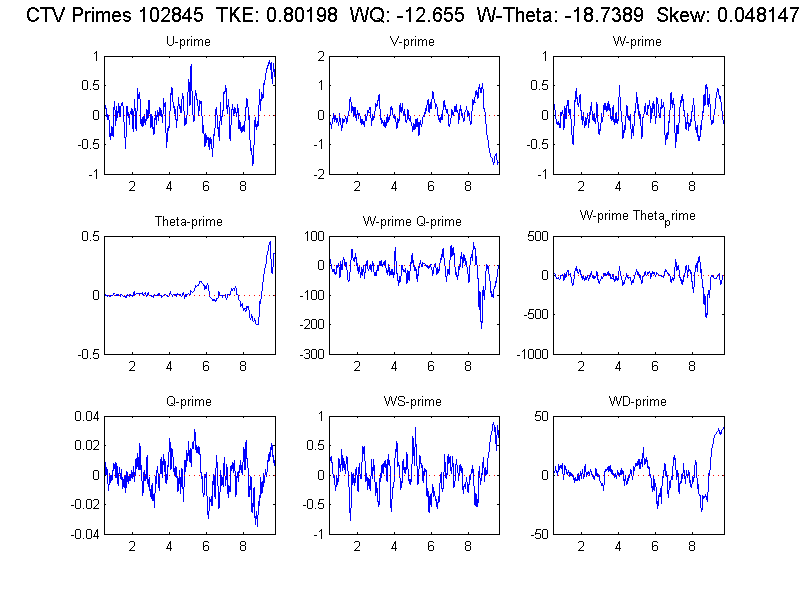 CTV Primes 102845 TKE: 0.80198 WQ: -12.655 W-Theta: -18.7389 Skew: 0.048147
U-prime V-prime W-prime
1 2 1
0.5 1 0.5
0 0 0
-0.5 -1 -0.5
-1 -2 -1
2 4 6 8 2 4 6 8 2 4 6 8
Theta-prime W-prime Q-prime W-prime Theta_prime
0.5 100 500
0 0 0
-100
-200 -500
-0.5 -300 -1000
2 4 6 8 2 4 6 8 2 4 6 8
Q-prime WS-prime WD-prime
0.04 1 50
0.02 0.5
0 0 0
-0.02 -0.5
-0.04 -1 -50
2 4 6 8 2 4 6 8 2 4 6 8